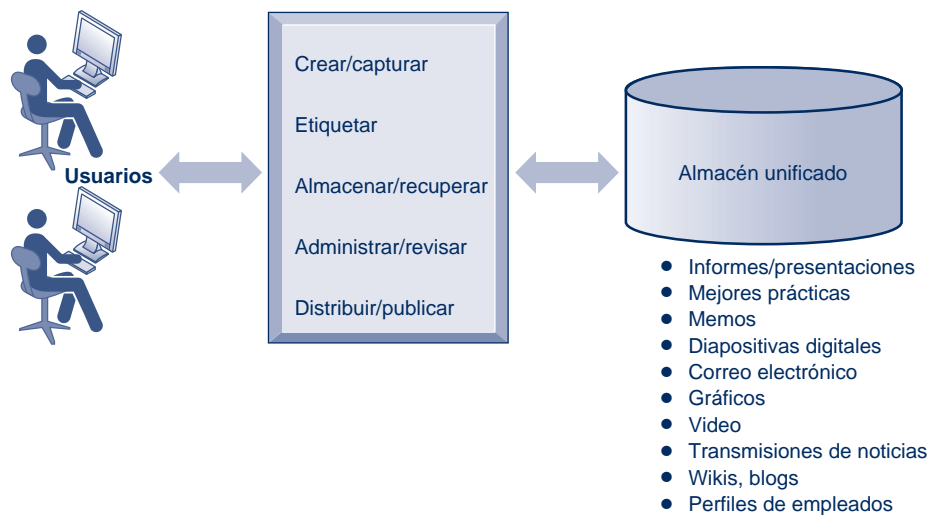 Usuarios
Crear/capturar
Etiquetar
Almacenar/recuperar
Administrar/revisar
Distribuir/publicar
Almacén unificado
● Informes/presentaciones
● Mejores prácticas
● Memos
● Diapositivas digitales
● Correo electrónico
● Gráficos
● Video
● Transmisiones de noticias
● Wikis, blogs
● Perfiles de empleados